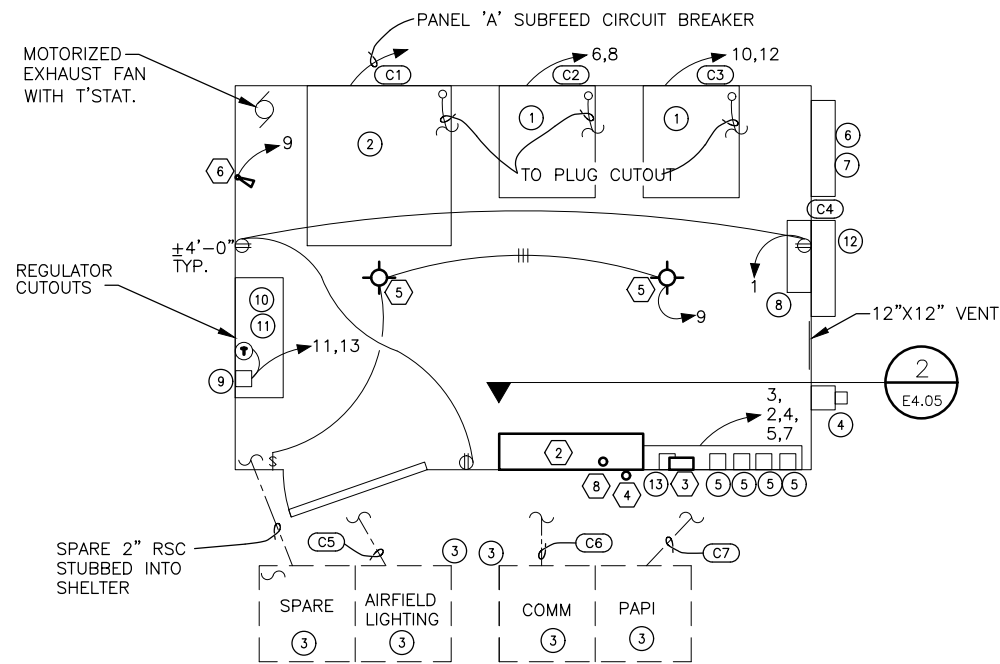 PANEL 'A' SUBFEED CIRCUIT BREAKER
MOTORIZED
EXHAUST FAN
WITH T'STAT.
C1
C2
6,8
C3
10,12
9
6
2
1
1
6
7
TO PLUG CUTOUT
C4
12
±4'-0"
TYP.
REGULATOR
CUTOUTS
10
11
5
5
1
8
9
12"X12" VENT
11,13
9
2
E4.05
3,
2,4,
5,7
4
2
8
4
13
3
5
5
5
5
SPARE 2" RSC
STUBBED INTO
SHELTER
$
C5
3
3
C6
C7
SPARE
3
AIRFIELD
LIGHTING
3
COMM
3
PAPI
3